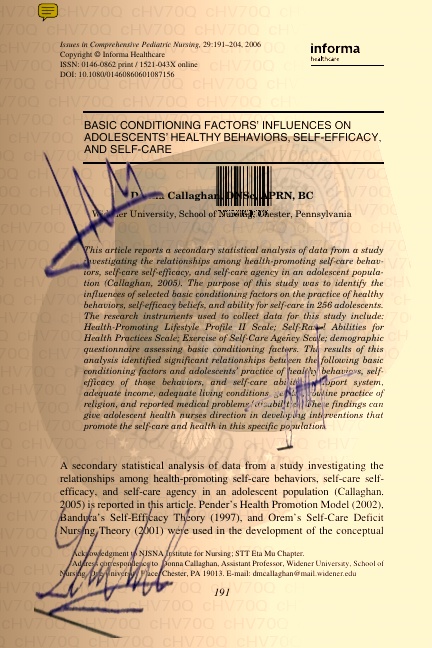 Issues in Comprehensive Pediatric Nursing, 29:191–204, 2006
Copyright © Informa Healthcare
ISSN: 0146-0862 print / 1521-043X online
DOI: 10.1080/01460860601087156
informa
healthcare
BASIC CONDITIONING FACTORS' INFLUENCES ON
ADOLESCENTS' HEALTHY BEHAVIORS, SELF-EFFICACY,
AND SELF-CARE
Callaghan, DNSc, APRN, BC
Widener University, School of Nursing, Chester, Pennsylvania
This article reports a secondary statistical analysis of data from a study
investigating the relationships among health-promoting self-care behav-
iors, self-care self-efficacy, and self-care agency in an adolescent popula-
tion (Callaghan, 2005). The purpose of this study was to identify the
influences of selected basic conditioning factors on the practice of healthy
behaviors, self-efficacy beliefs, and ability for self-care in 256 adolescents.
The research instruments used to collect data for this study include:
Health-Promoting Lifestyle Profile II Scale; Self-Rated Abilities for
Health Practices Scale; Exercise of Self-Care Agency Scale; demographic
questionnaire assessing basic conditioning factors. The results of this
analysis identified significant relationships between the following basic
conditioning factors and adolescents' practice of healthy behaviors, self-
efficacy of those behaviors, and self-care support system,
adequate income, adequate living conditions, routine practice of
religion, and reported medical problems These findings can
give adolescent health nurses direction in developing interventions that
promote the self-care and health in this specific population.
A secondary statistical analysis of data from a study investigating the
relationships among health-promoting self-care behaviors, self-care self-
efficacy, and self-care agency in an adolescent population (Callaghan,
2005) is reported in this article. Pender's Health Promotion Model (2002),
Bandura's Self-Efficacy Theory (1997), and Orem's Self-Care Deficit
Nursing Theory (2001) were used in the development of the conceptual
Acknowledgment to NJSNA Institute for Nursing; STT Eta Mu Chapter.
Address correspondence to Donna Callaghan, Assistant Professor, Widener University, School of
Nursing, One University Place, Chester, PA 19013. E-mail: dmcallaghan@mail.widener.edu
191